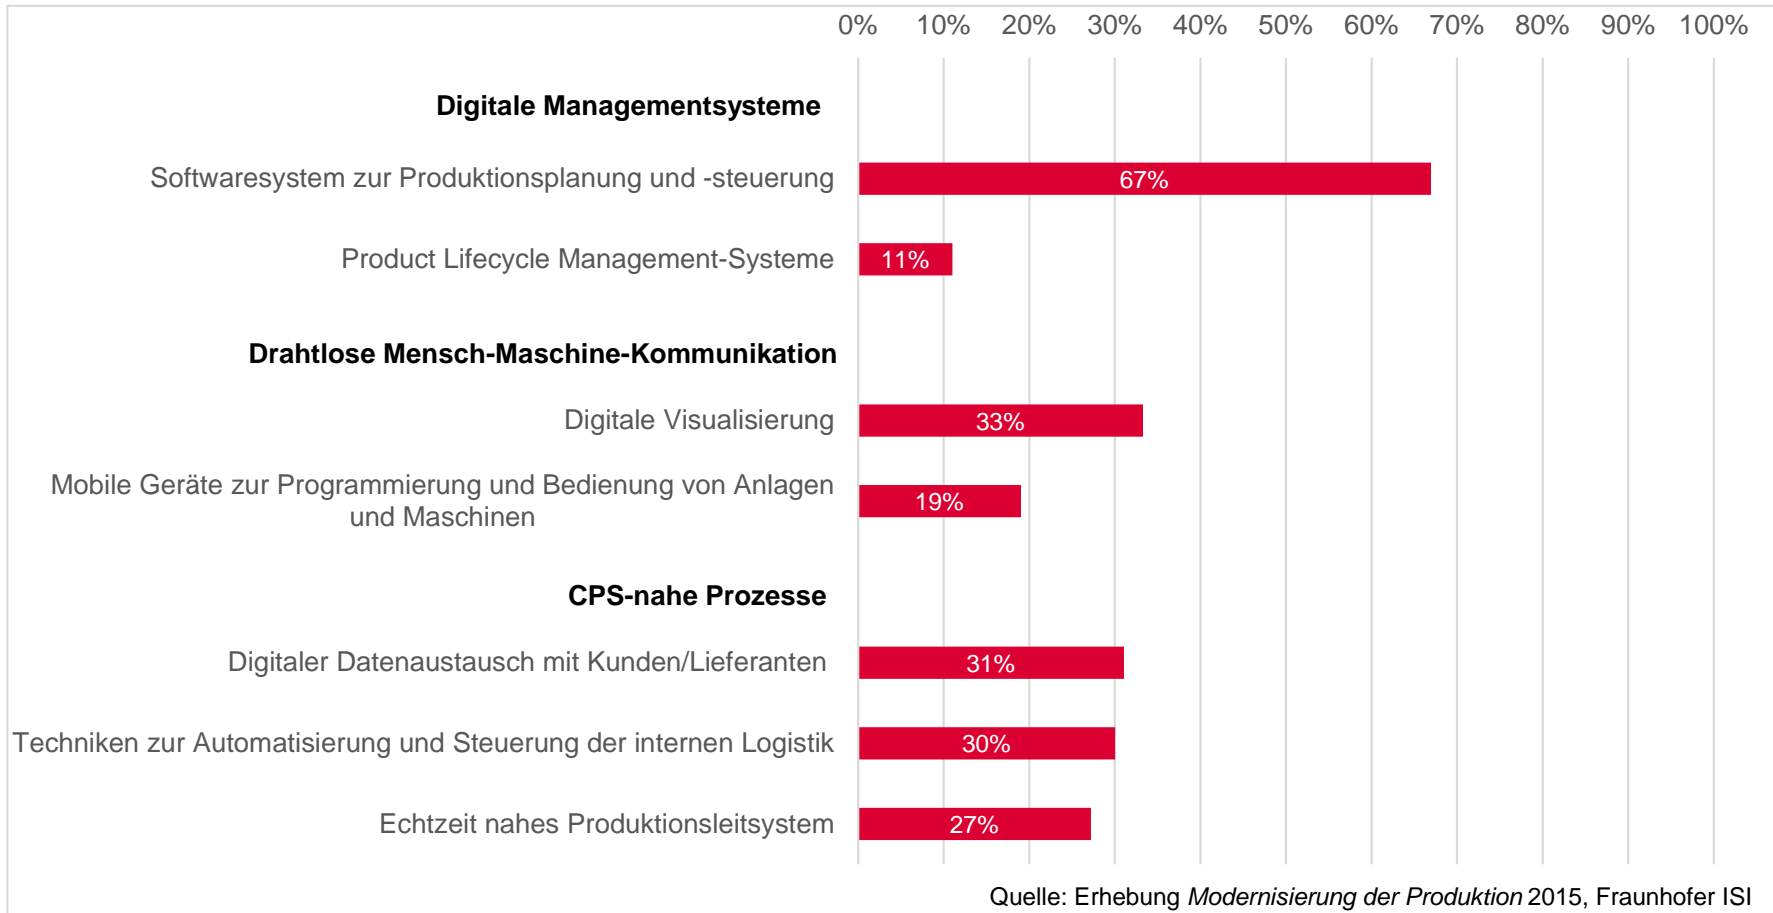 0% 10% 20% 30% 40% 50% 60% 70% 80% 90% 100%
Digitale Managementsysteme
Softwaresystem zur Produktionsplanung und -steuerung 67%
Product Lifecycle Management-Systeme 11%
Drahtlose Mensch-Maschine-Kommunikation
Digitale Visualisierung 33%
Mobile Geräte zur Programmierung und Bedienung von Anlagen
und Maschinen 19%
CPS-nahe Prozesse
Digitaler Datenaustausch mit Kunden/Lieferanten 31%
Techniken zur Automatisierung und Steuerung der internen Logistik 30%
Echtzeit nahes Produktionsleitsystem 27%
Quelle: Erhebung Modernisierung der Produktion 2015, Fraunhofer ISI